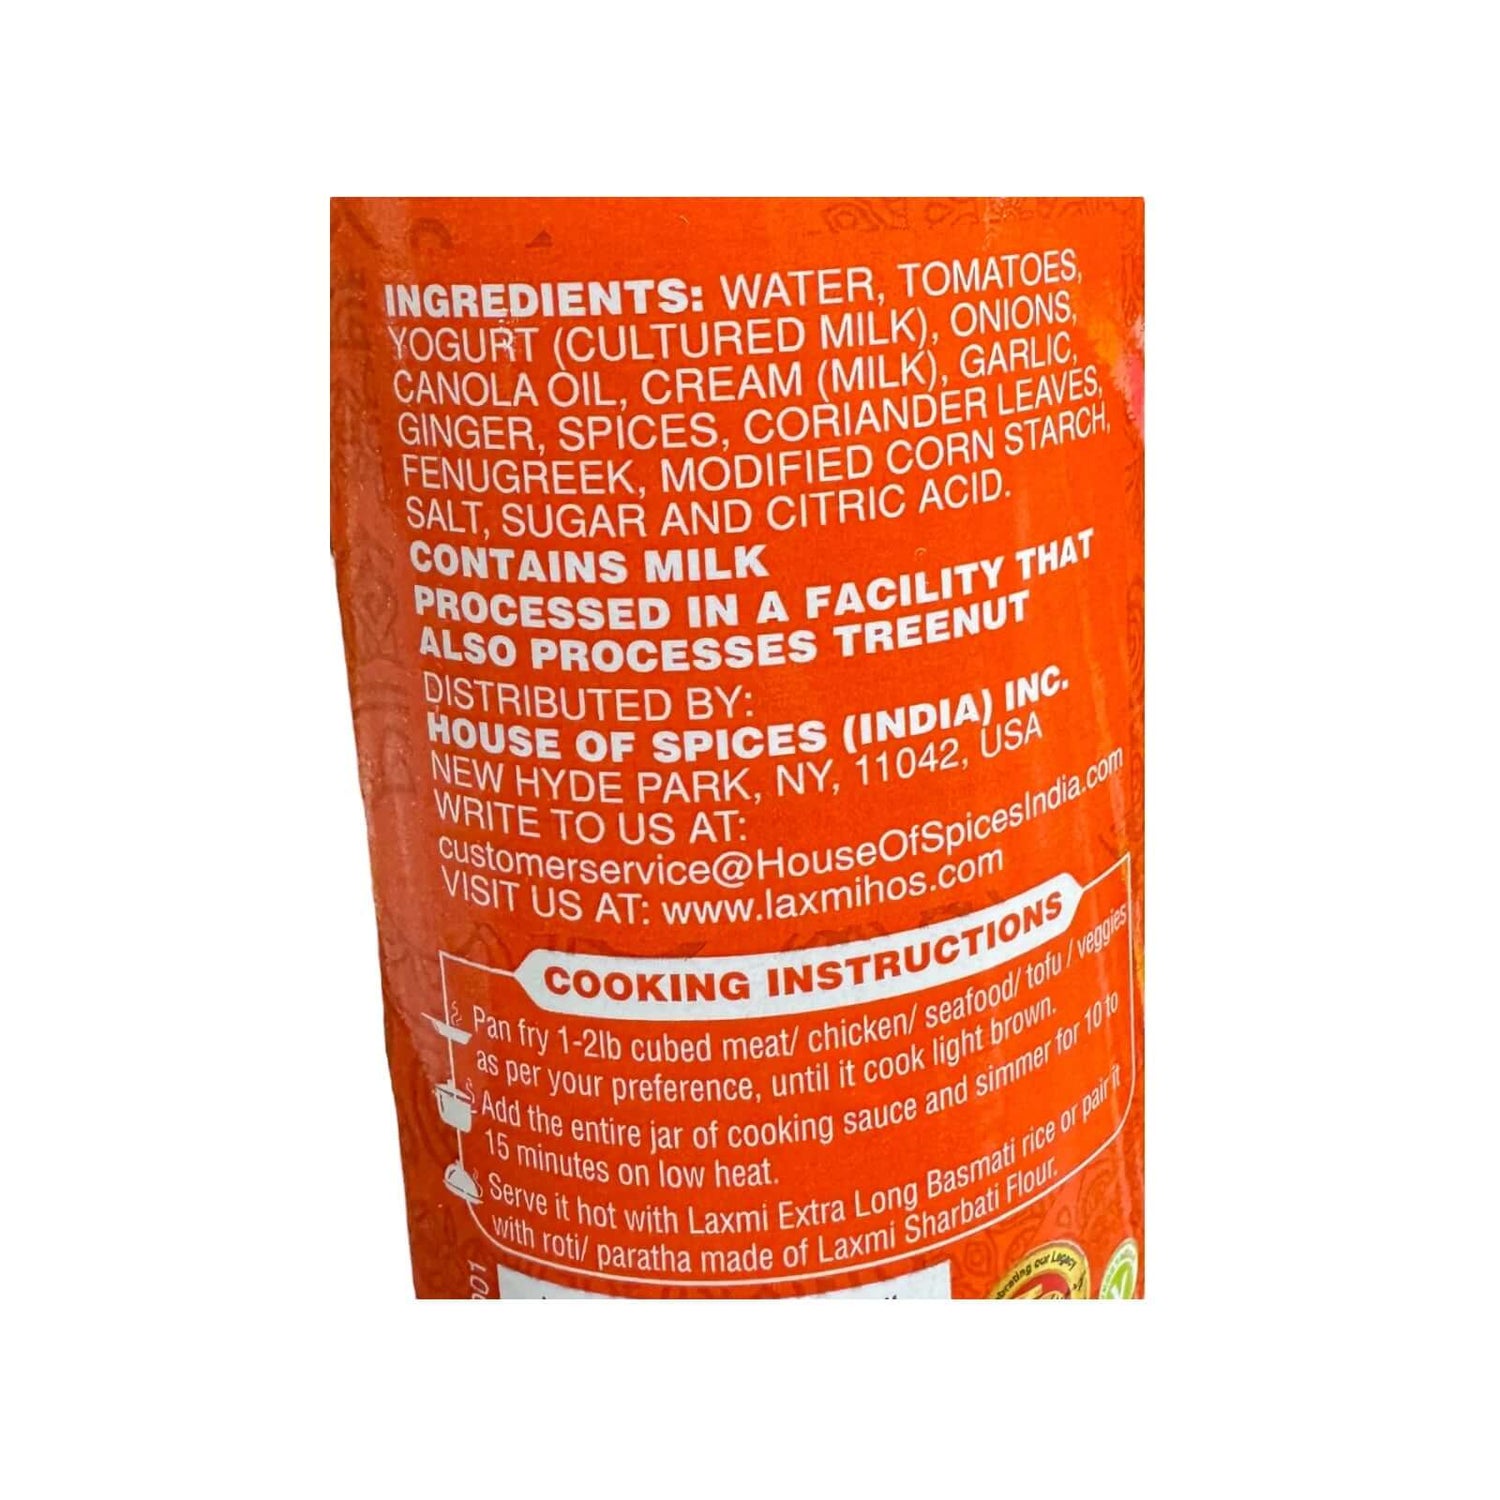 INGREDIENTS: WATER, TOMATOES,
YOGURT (CULTURED MILK), ONIONS,
CANOLA OIL, CREAM (MILK), GARLIC,
GINGER, SPICES, CORIANDER LEAVES,
FENUGREEK, MODIFIED CORN STARCH,
SALT, SUGAR AND CITRIC ACID.
CONTAINS MILK
PROCESSED IN A FACILITY THAT
ALSO PROCESSES TREENUT
DISTRIBUTED BY:
HOUSE OF SPICES (INDIA) INC.
NEW HYDE PARK, NY, 11042, USA
WRITE TO US AT:
customerservice@HouseOfSpicesIndia.com
VISIT US AT: www.laxmihos.com
COOKING INSTRUCTIONS
Pan fry 1-2lb cubed meat/ chicken/ seafood/ tofu / veggies
as per your preference, until it cook light brown.
Add the entire jar of cooking sauce and simmer for 10 to
15 minutes on low heat.
Serve it hot with Laxmi Extra Long Basmati rice or pair it
with roti/ paratha made of Laxmi Sharbati Flour.
our Legacy